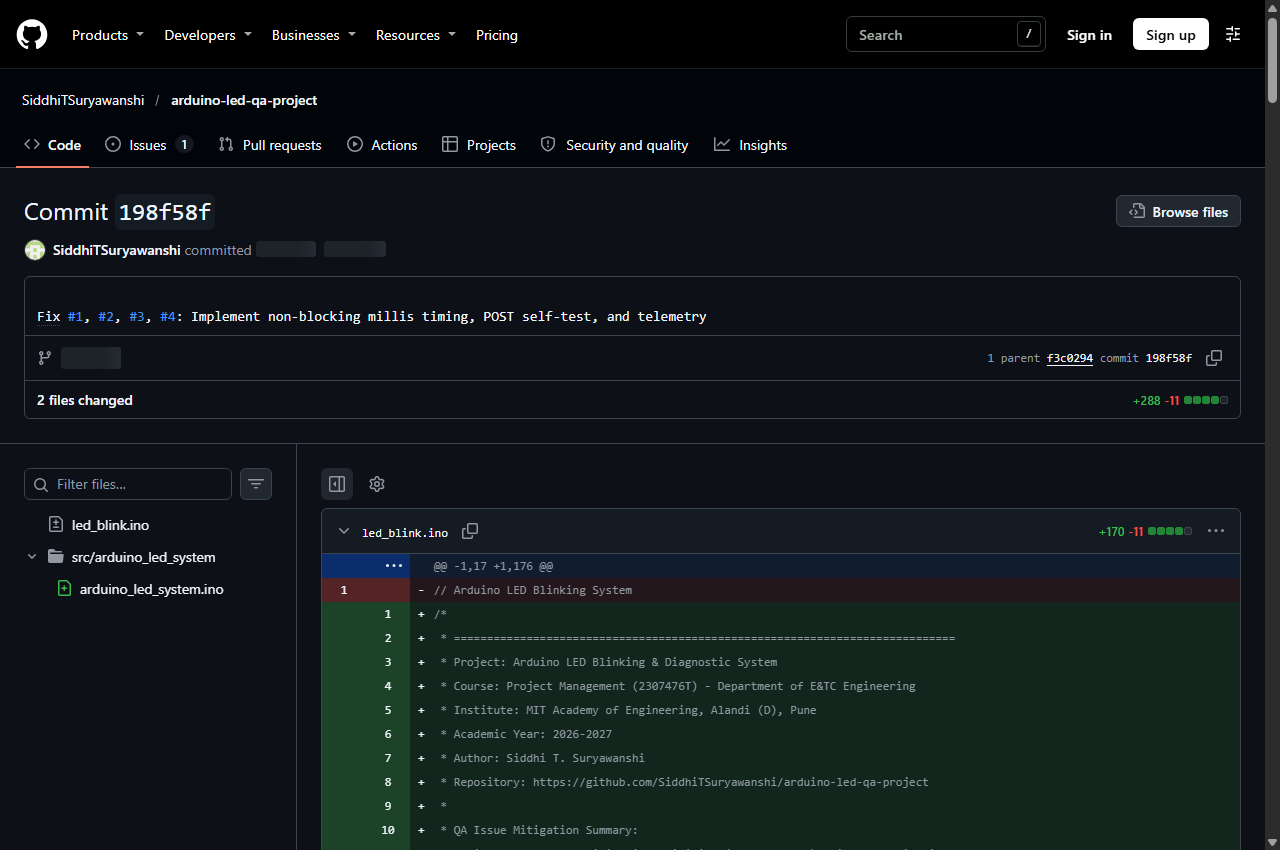 Products Developers Businesses Resources Pricing Search / Sign in Sign up
SiddhiTSuryawanshi / arduino-led-qa-project
Code Issues 1 Pull requests Actions Projects Security and quality Insights
Commit 198f58f Browse files
SiddhiTSuryawanshi committed
Fix #1, #2, #3, #4: Implement non-blocking millis timing, POST self-test, and telemetry
1 parent f3c0294 commit 198f58f
2 files changed +288 -11
Filter files...
led_blink.ino
src/arduino_led_system
arduino_led_system.ino
led_blink.ino +170 -11
@@ -1,17 +1,176 @@
1 - // Arduino LED Blinking System
1 + /*
2 + * ============================================================================
3 + * Project: Arduino LED Blinking & Diagnostic System
4 + * Course: Project Management (2307476T) - Department of E&TC Engineering
5 + * Institute: MIT Academy of Engineering, Alandi (D), Pune
6 + * Academic Year: 2026-2027
7 + * Author: Siddhi T. Suryawanshi
8 + * Repository: https://github.com/SiddhiTSuryawanshi/arduino-led-qa-project
9 + *
10 + * QA Issue Mitigation Summary: